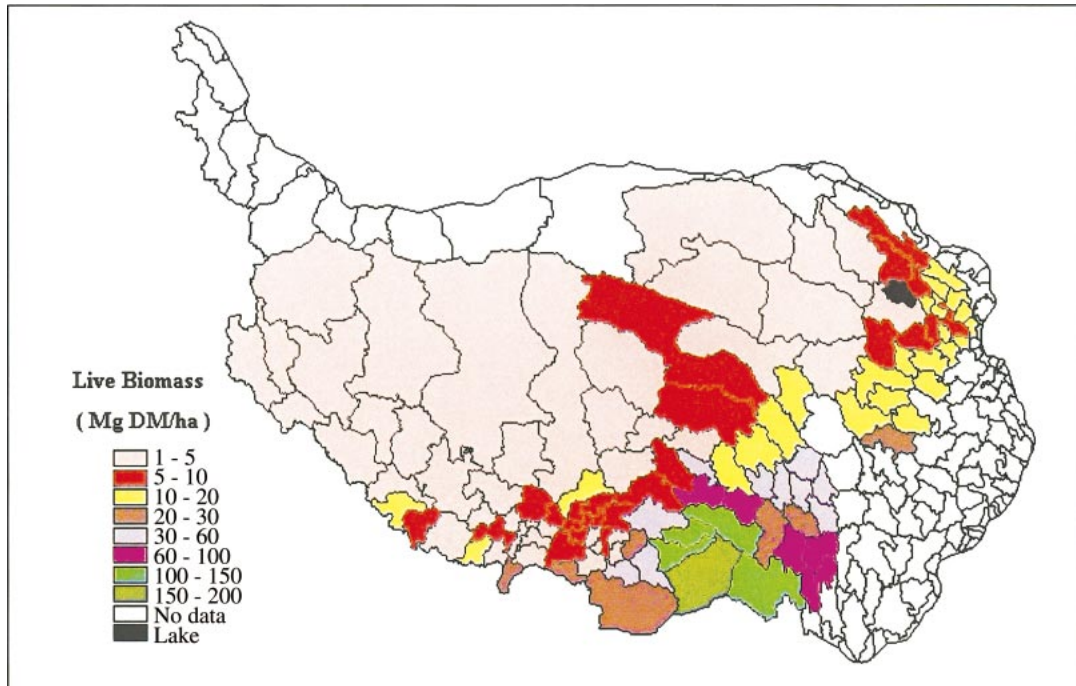 Live Biomass
( Mg DM/ha )
1 - 5
5 - 10
10 - 20
20 - 30
30 - 60
60 - 100
100 - 150
150 - 200
No data
Lake